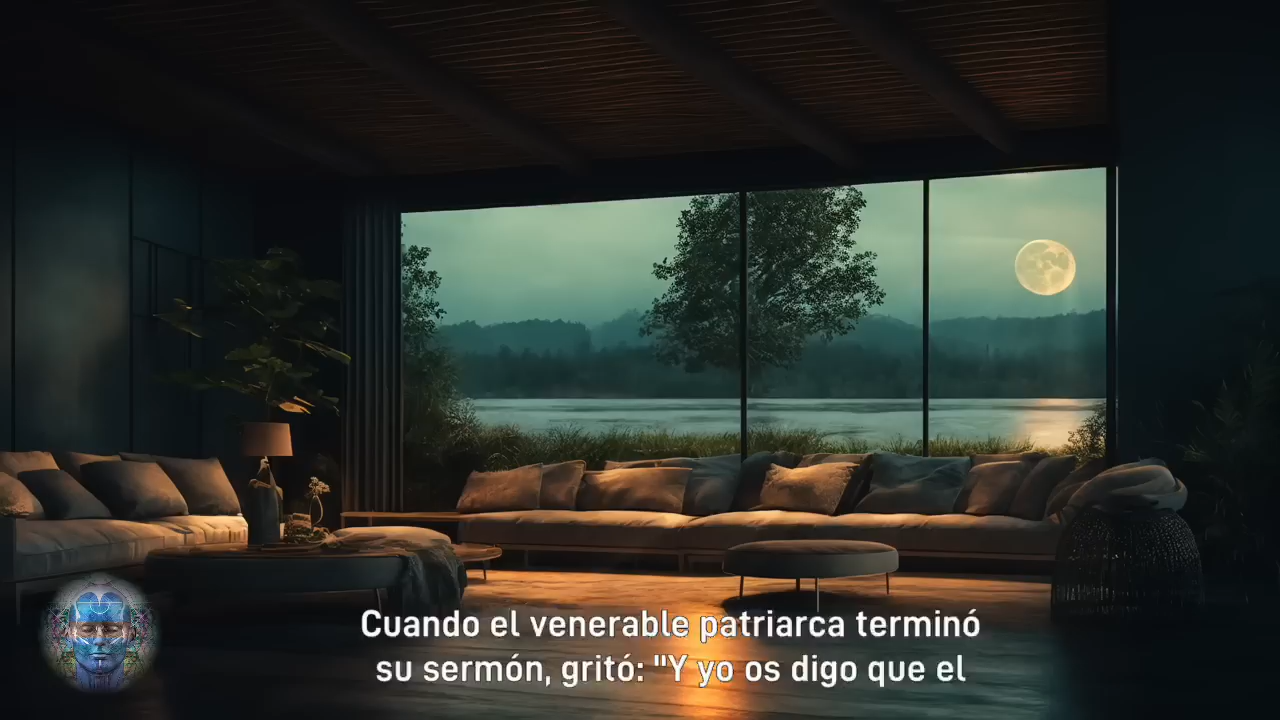 Cuando el venerable patriarca terminó
su sermón, gritó: "Y yo os digo que el